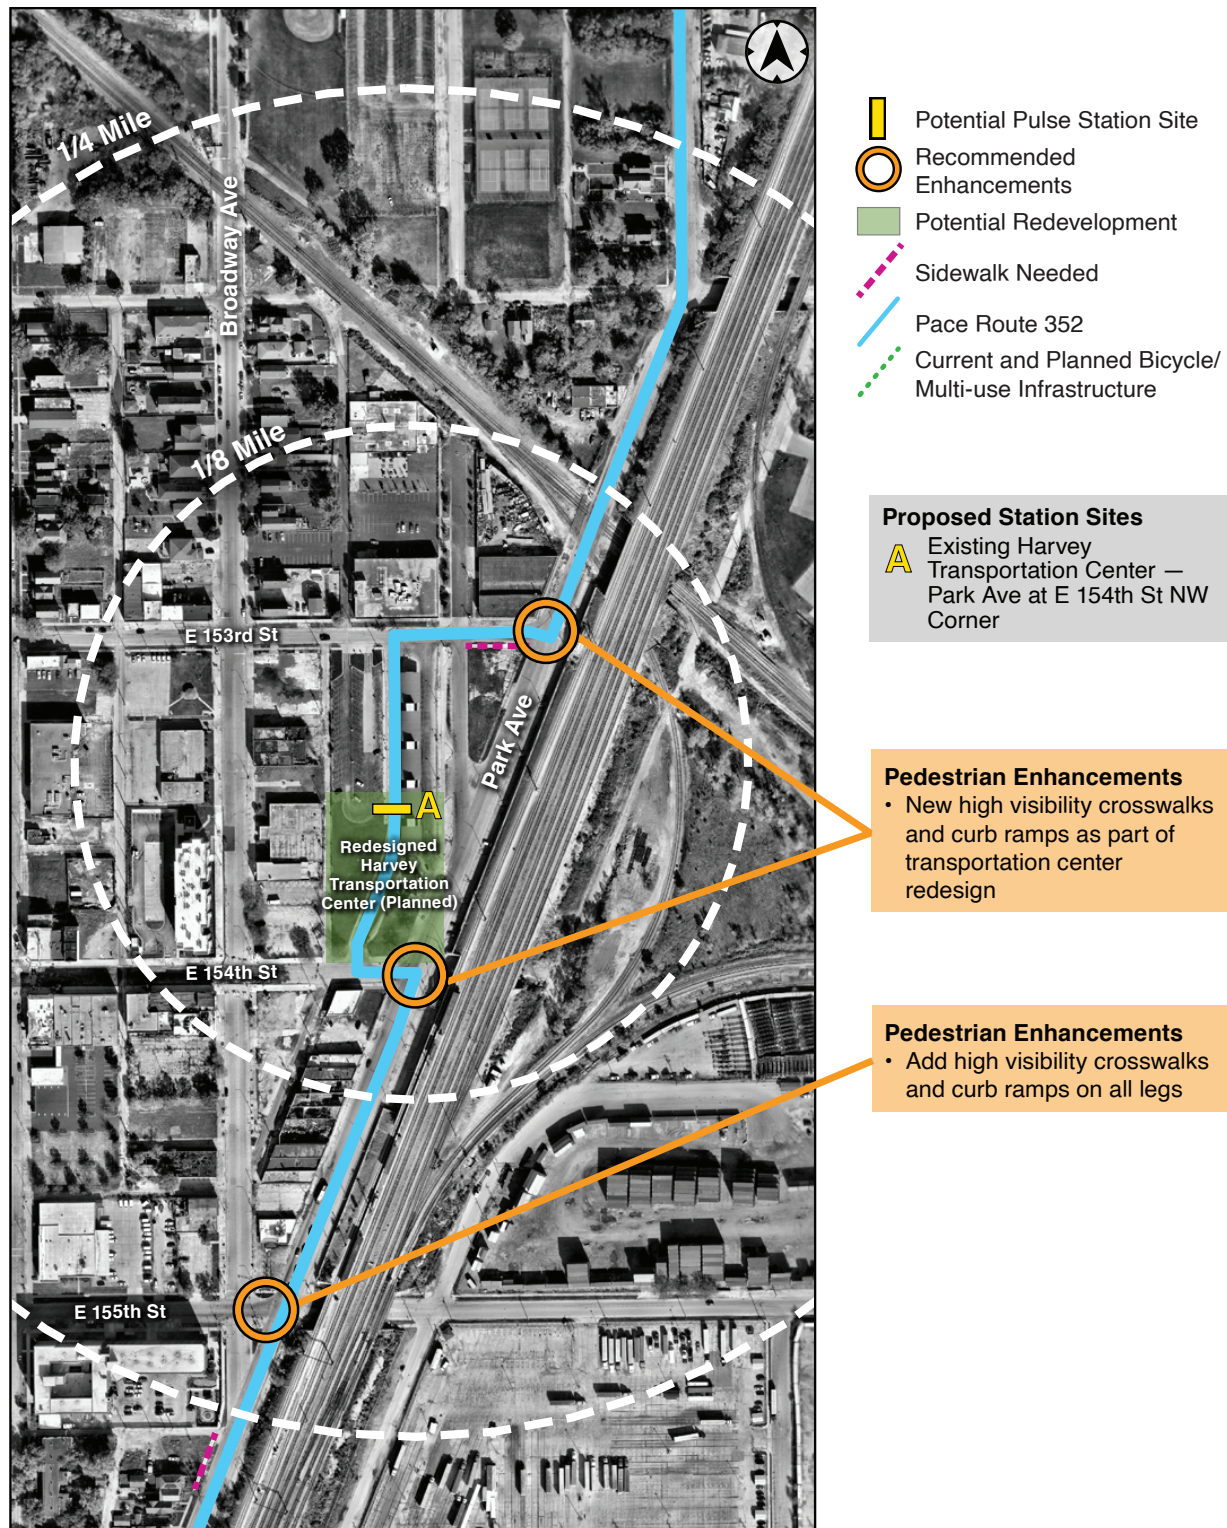 1/4 Mile
Broadway Ave
1/8 Mile
E 153rd St
Park Ave
A
Redesigned
Harvey
Transportation
Center (Planned)
E 154th St
E 155th St
Potential Pulse Station Site
Recommended
Enhancements
Potential Redevelopment
Sidewalk Needed
Pace Route 352
Current and Planned Bicycle/
Multi-use Infrastructure
Proposed Station Sites
A Existing Harvey
Transportation Center —
Park Ave at E 154th St NW
Corner
Pedestrian Enhancements
• New high visibility crosswalks
and curb ramps as part of
transportation center
redesign
Pedestrian Enhancements
• Add high visibility crosswalks
and curb ramps on all legs